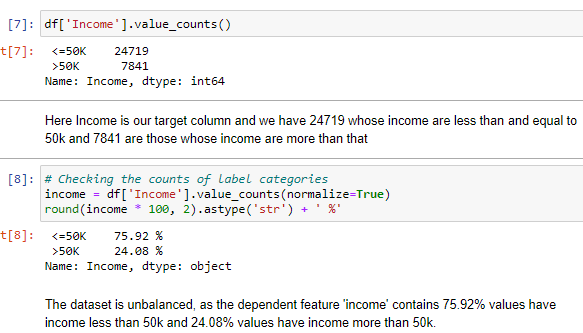 [7]: df['Income'].value_counts()
t[7]: <=50K 24719
>50K 7841
Name: Income, dtype: int64
Here Income is our target column and we have 24719 whose income are less than and equal to
50k and 7841 are those whose income are more than that
[8]: # Checking the counts of label categories
income = df['Income'].value_counts(normalize=True)
round(income * 100, 2).astype('str') + ' %'
t[8]: <=50K 75.92 %
>50K 24.08 %
Name: Income, dtype: object
The dataset is unbalanced, as the dependent feature 'income' contains 75.92% values have
income less than 50k and 24.08% values have income more than 50k.